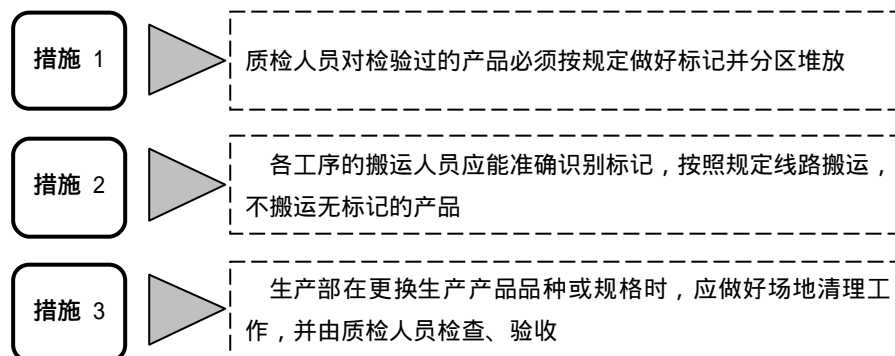 措施 1
质检人员对检验过的产品必须按规定做好标记并分区堆放
措施 2
各工序的搬运人员应能准确识别标记，按照规定线路搬运，
不搬运无标记的产品
措施 3
生产部在更换生产产品品种或规格时，应做好场地清理工
作，并由质检人员检查、验收